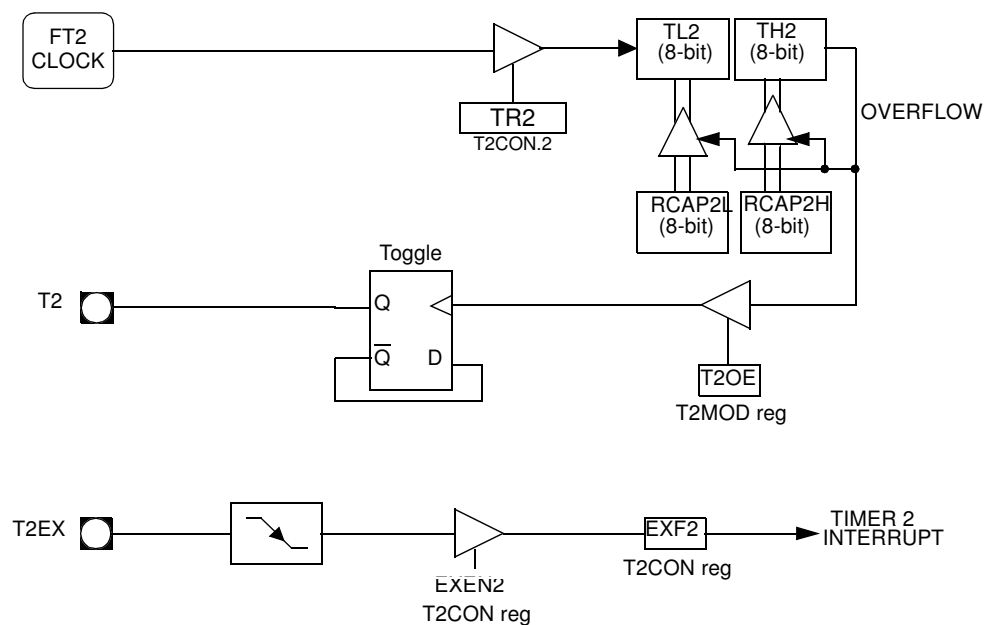 FT2
CLOCK
TL2
(8-bit)
TH2
(8-bit)
TR2
T2CON.2
OVERFLOW
RCAP2L
(8-bit)
RCAP2H
(8-bit)
Toggle
T2
Q
Q
D
T2OE
T2MOD reg
T2EX
EXEN2
T2CON reg
EXF2
T2CON reg
TIMER 2
INTERRUPT